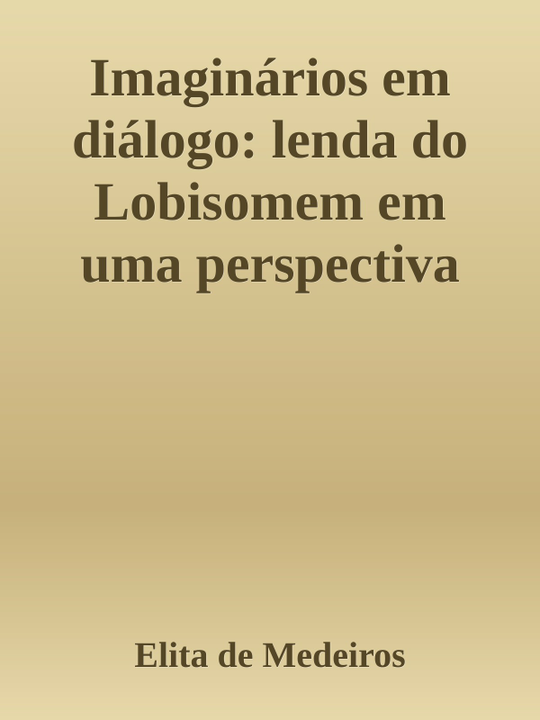 Imaginários em
diálogo: lenda do
Lobisomem em
uma perspectiva
Elita de Medeiros